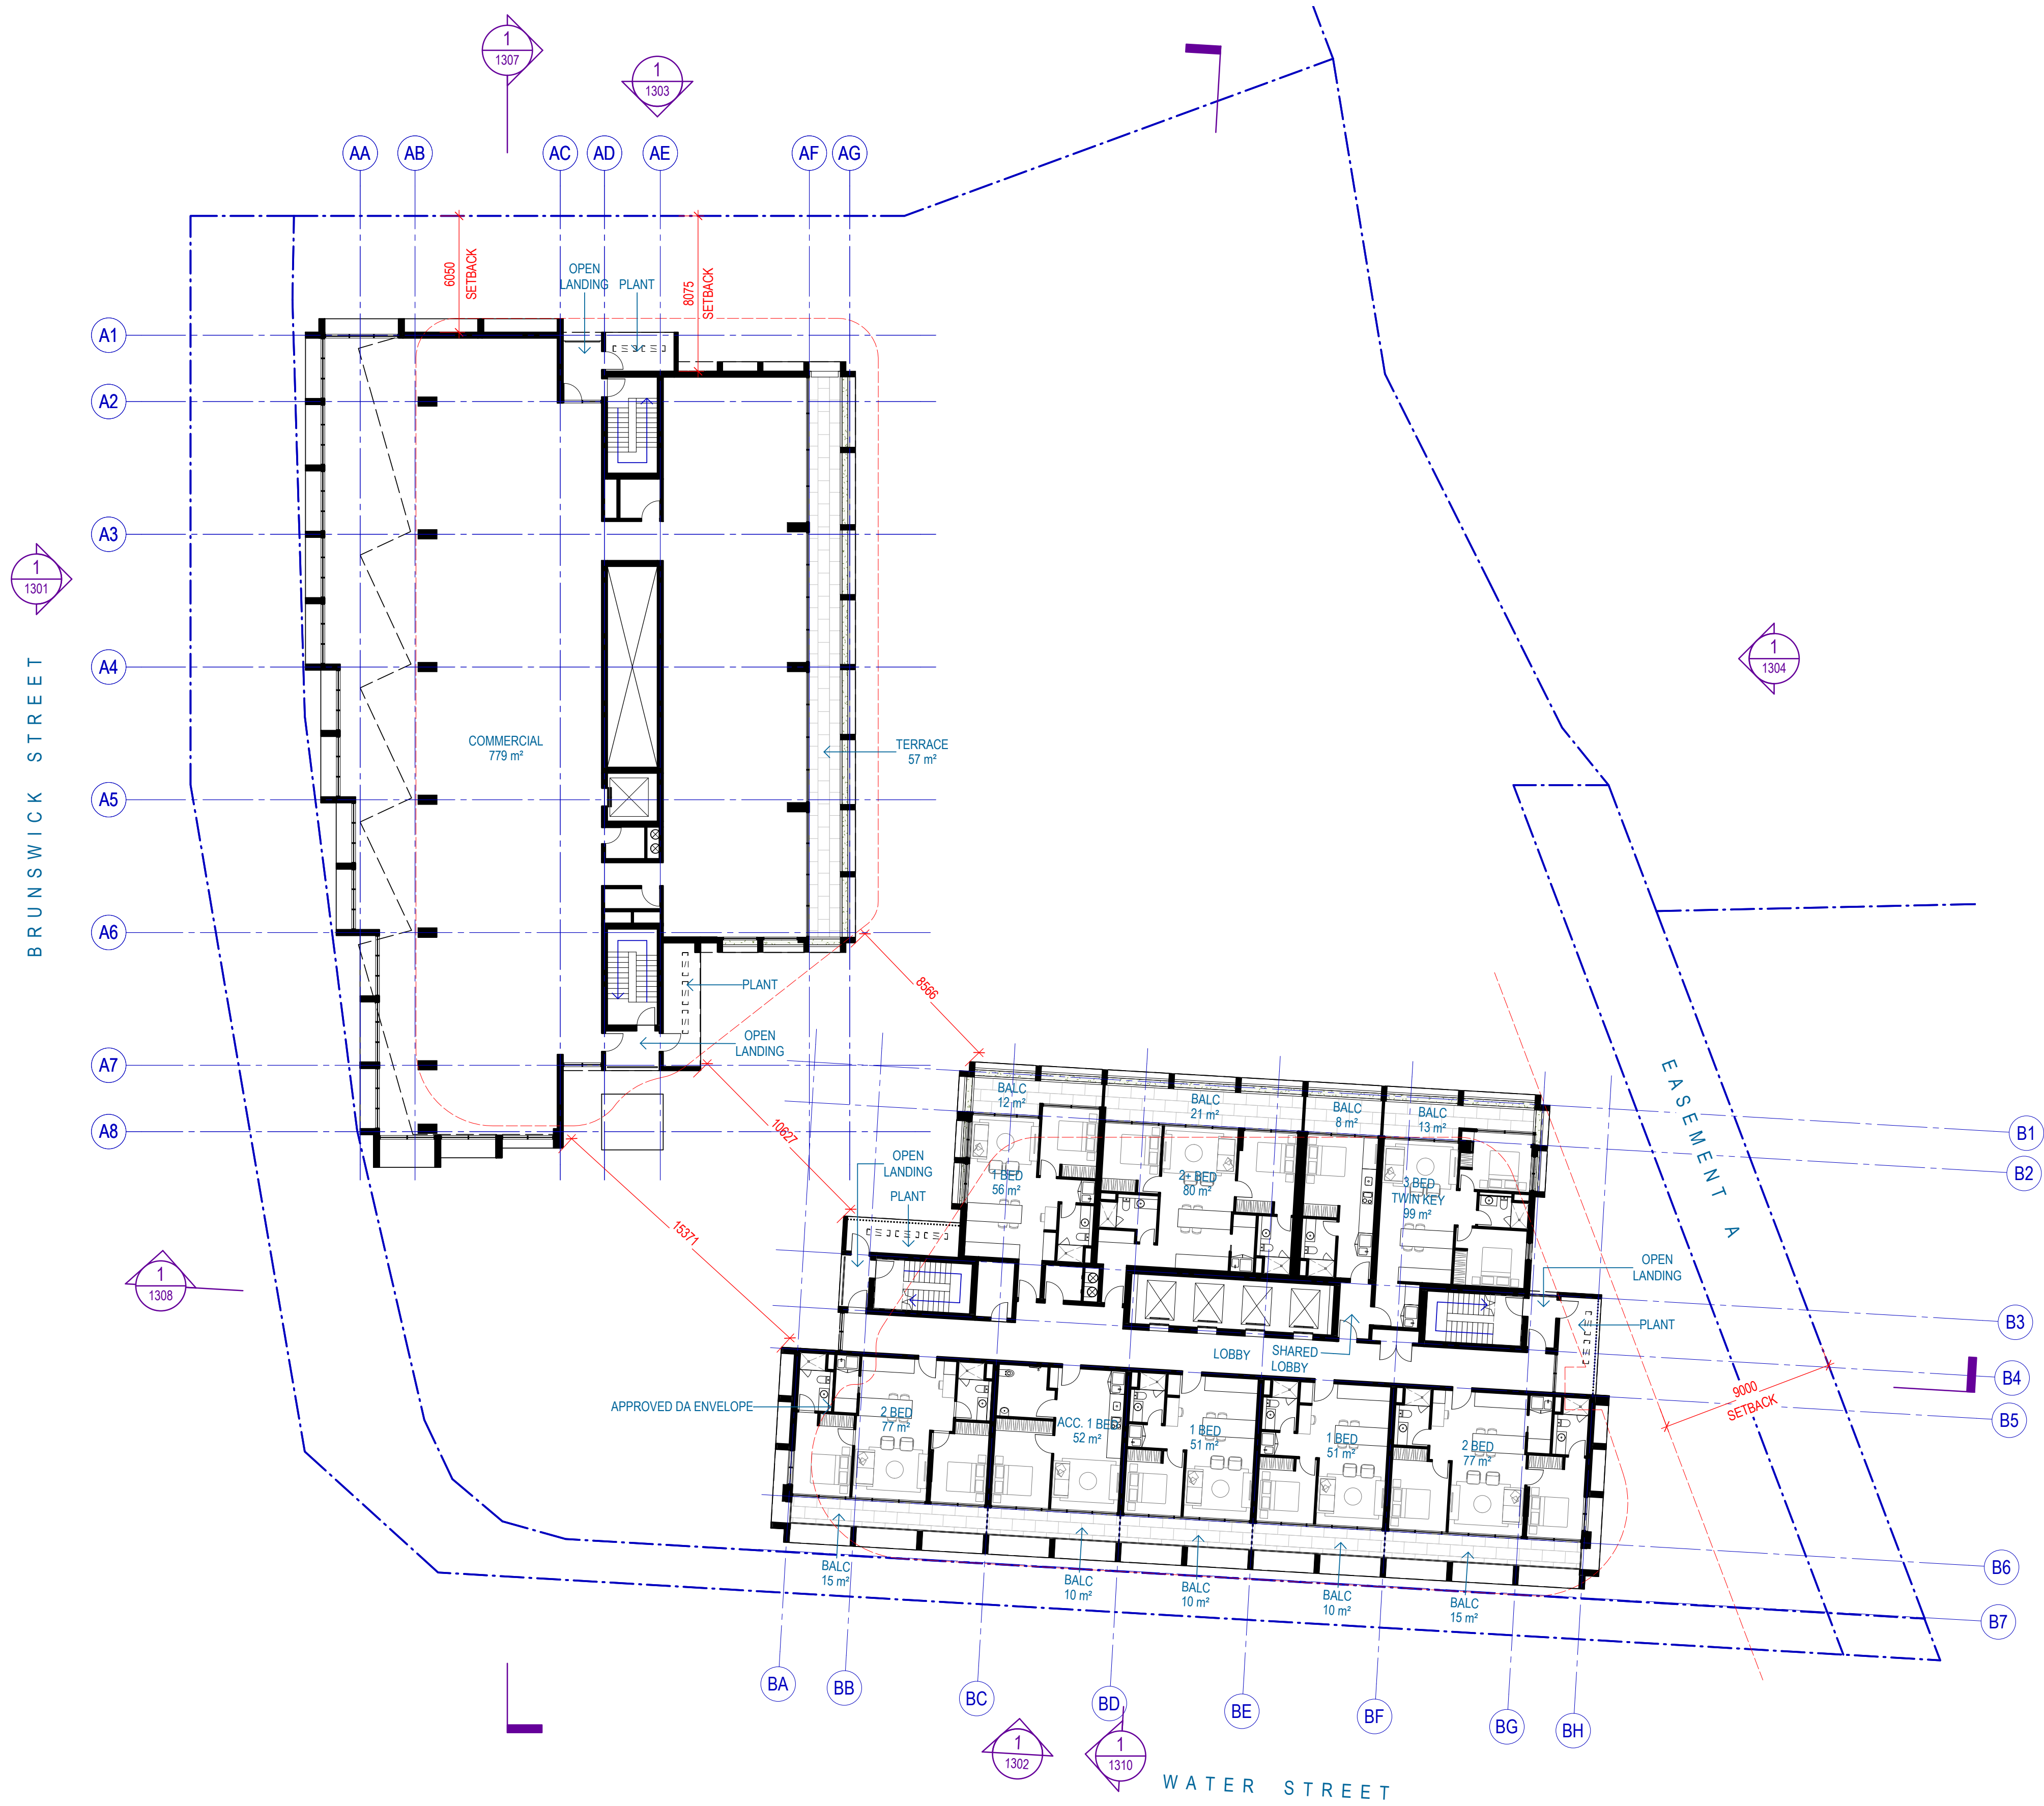 1
1307
1
1303
AA
AB
AC
AD
AE
AF
AG
6050
SETBACK
8075
SETBACK
OPEN
LANDING
PLANT
A1
A2
A3
A4
A5
A6
A7
A8
1
1301
BRUNSWICK STREET
COMMERCIAL
779 m²
TERRACE
57 m²
1
1304
PLANT
OPEN
LANDING
8566
10627
15371
EASEMENT A
BALC
12 m²
BALC
21 m²
BALC
8 m²
BALC
13 m²
B1
B2
OPEN
LANDING
PLANT
1 BED
56 m²
2+ BED
80 m²
3 BED
TWIN KEY
99 m²
OPEN
LANDING
PLANT
1
1308
B3
B4
B5
B6
B7
LOBBY
SHARED
LOBBY
9000
SETBACK
APPROVED DA ENVELOPE
2 BED
77 m²
ACC. 1 BED
52 m²
1 BED
51 m²
1 BED
51 m²
2 BED
77 m²
BALC
15 m²
BALC
10 m²
BALC
10 m²
BALC
10 m²
BALC
15 m²
BA
BB
BC
BD
BE
BF
BG
BH
1
1302
1
1310
WATER STREET